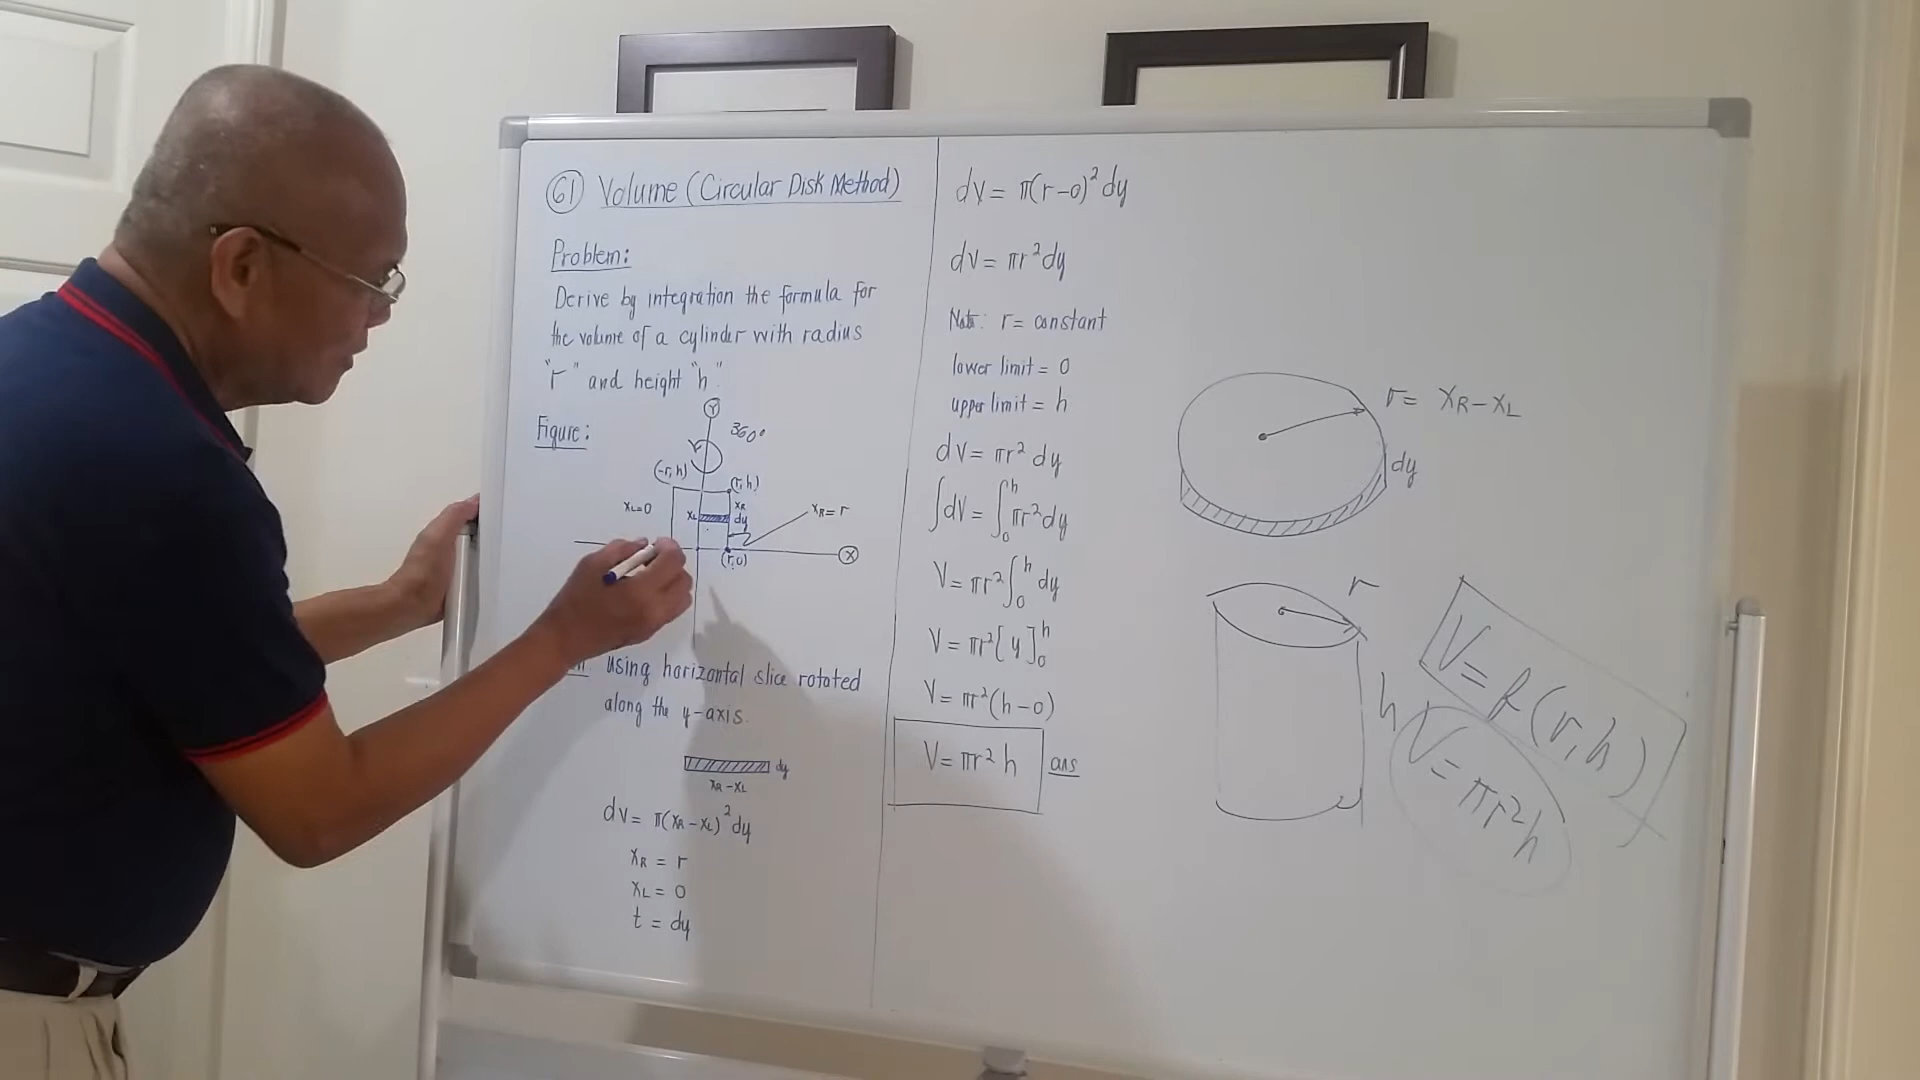 61 Volume (Circular Disk Method)
Problem:
Derive by integration the formula for
the volume of a cylinder with radius
"r" and height "h".
Figure:
Y
360°
(-r, h)
(r, h)
xL=0
xL
xR
dy
xR = r
X
(r, 0)
using horizontal slice rotated
along the y-axis.
dy
xR - xL
dv = π(xR - xL)² dy
xR = r
xL = 0
t = dy
dv = π(r-0)² dy
dv = πr² dy
Note: r = constant
lower limit = 0
upper limit = h
dv = πr² dy
∫dv = ∫₀ʰ πr² dy
V = πr² ∫₀ʰ dy
V = πr² [y]₀ʰ
V = πr² (h-0)
V = πr² h ans
r = xR - xL
dy
r
h
V = f(r, h)
V = πr²h